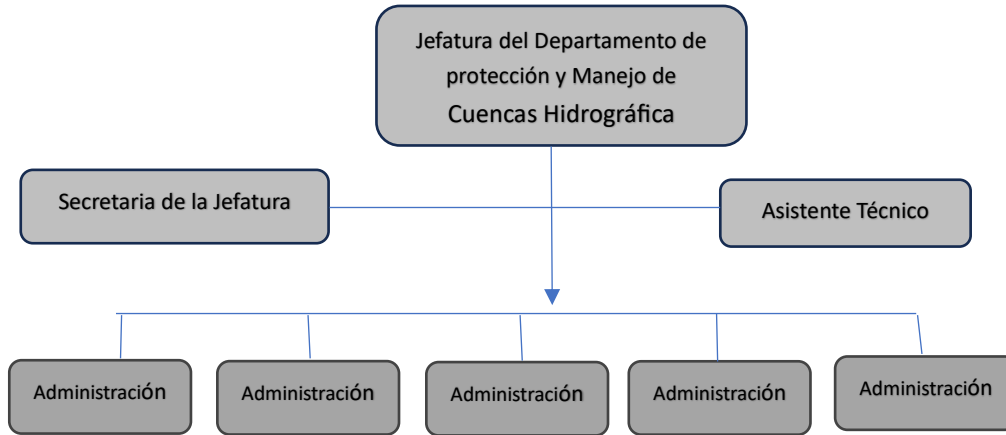 Jefatura del Departamento de
protección y Manejo de
Cuencas Hidrográfica
Secretaria de la Jefatura
Asistente Técnico
Administración
Administración
Administración
Administración
Administración